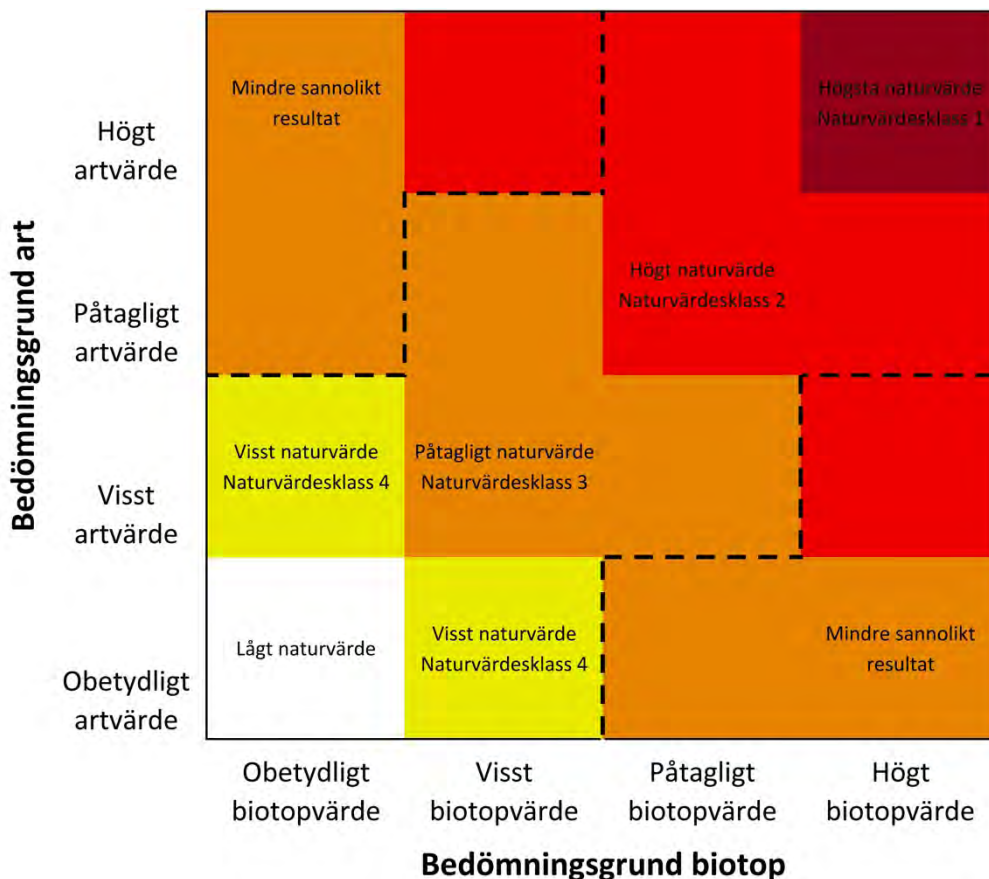 Bedömningsgrund art
Högt
artvärde
Påtagligt
artvärde
Visst
artvärde
Obetydligt
artvärde
Mindre sannolikt
resultat
Högsta naturvärde
Naturvärdesklass 1
Högt naturvärde
Naturvärdesklass 2
Visst naturvärde
Naturvärdesklass 4
Påtagligt naturvärde
Naturvärdesklass 3
Lågt naturvärde
Visst naturvärde
Naturvärdesklass 4
Mindre sannolikt
resultat
Obetydligt
biotopvärde
Visst
biotopvärde
Påtagligt
biotopvärde
Högt
biotopvärde
Bedömningsgrund biotop